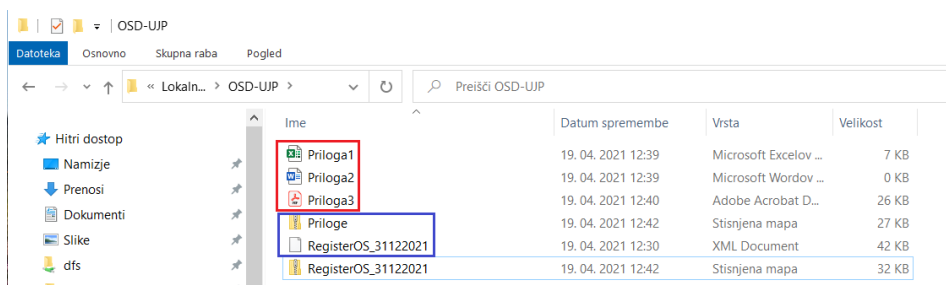 OSD-UJP
Datoteka Osnovno Skupna raba Pogled
« Lokaln... > OSD-UJP > Preišči OSD-UJP
Hitri dostop
Namizje
Prenosi
Dokumenti
Slike
dfs
Ime Datum spremembe Vrsta Velikost
Priloga1 19. 04. 2021 12:39 Microsoft Excelov ... 7 KB
Priloga2 19. 04. 2021 12:39 Microsoft Wordov ... 0 KB
Priloga3 19. 04. 2021 12:40 Adobe Acrobat D... 26 KB
Priloge 19. 04. 2021 12:42 Stisnjena mapa 27 KB
RegisterOS_31122021 19. 04. 2021 12:30 XML Document 42 KB
RegisterOS_31122021 19. 04. 2021 12:42 Stisnjena mapa 32 KB